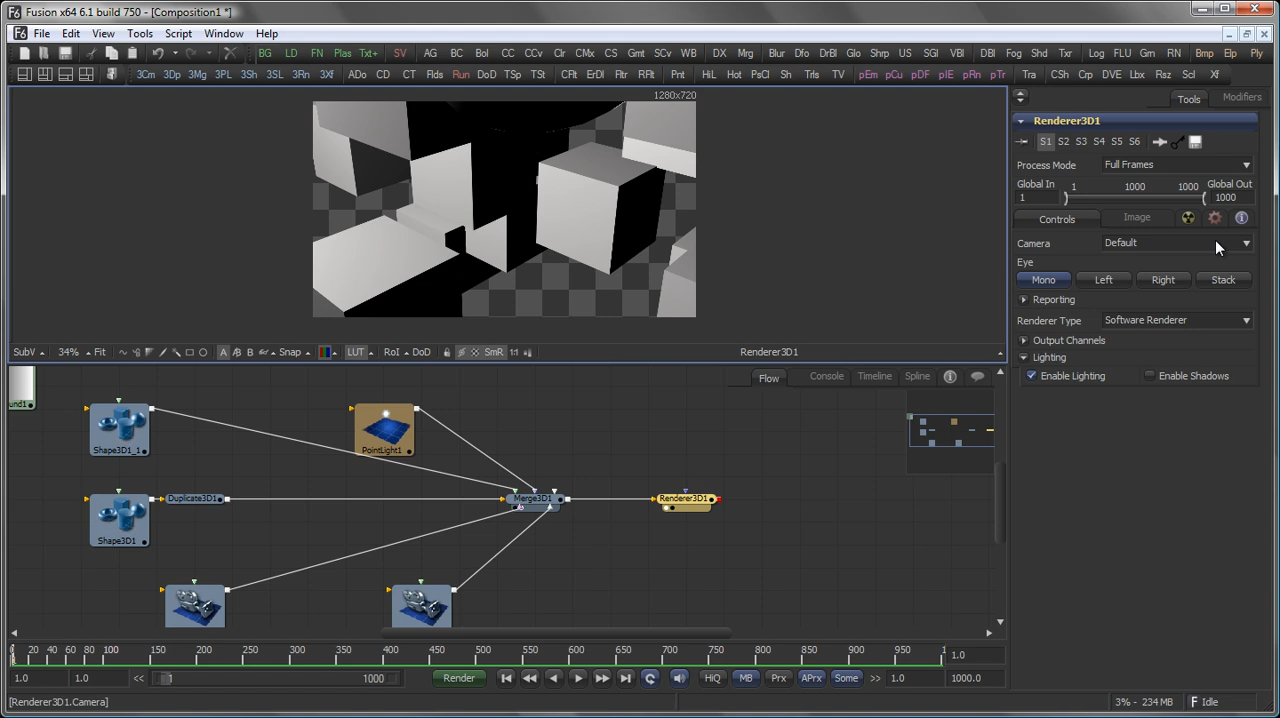 Fusion x64 6.1 build 750 - [Composition1 *]
File Edit View Tools Script Window Help
BG LD FN Plas Txt+ SV AG BC Bol CC CCv Clr CMx CS Gmt SCv WB DX Mrg Blur Dfo DrBl Glo Shrp US SGl VBl DBl Fog Shd Txr Log FLU Gm RN Bmp Elp Ply
3Cm 3Dp 3Mg 3PL 3Sh 3SL 3Rn 3Xf ADo CD CT Flds Run DoD TSp TSt CFlt ErDl Fltr RFlt Pnt HiL Hot PsCl Sh Trls TV pEm pCu pDF pIE pRn pTr Tra CSh Crp DVE Lbx Rsz Scl Xf
1280x720
Tools Modifiers
Renderer3D1
S1 S2 S3 S4 S5 S6
Process Mode Full Frames
Global In 1 1000 1000 Global Out
1 1000
Controls Image
Camera Default
Eye
Mono Left Right Stack
Reporting
Renderer Type Software Renderer
Output Channels
Lighting
Enable Lighting Enable Shadows
SubV 34% Fit A A/B B Snap LUT RoI DoD SmR 1:1 Renderer3D1
Flow Console Timeline Spline
und1
Shape3D1_1
PointLight1
Duplicate3D1
Merge3D1
Renderer3D1
Shape3D1
0 20 40 60 80 100 150 200 250 300 350 400 450 500 550 600 650 700 750 800 850 900 950 1 1.0
1.0 1.0 << 1 1000 Render HiQ MB Prx APrx Some >> 1.0 1000.0
[Renderer3D1.Camera] 3% - 234 MB Idle